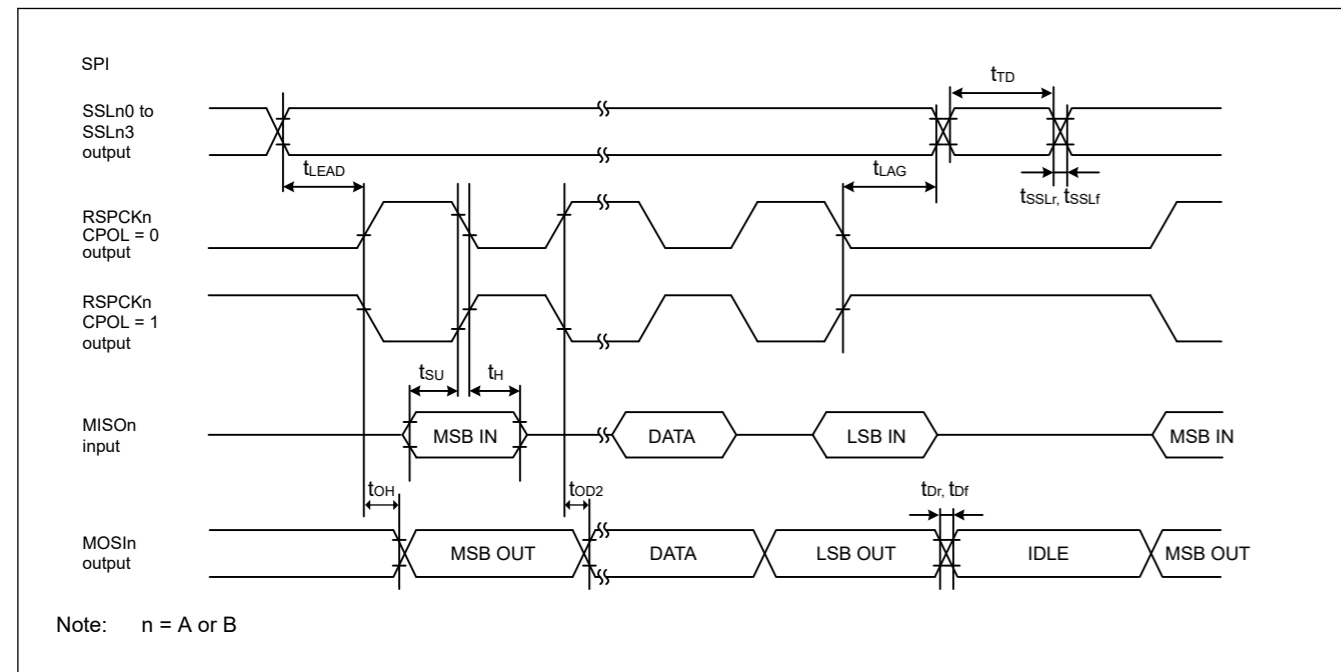 SPI
SSLn0 to
SSLn3
output
tTD
tLEAD
tLAG
tSSLr, tSSLf
RSPCKn
CPOL = 0
output
RSPCKn
CPOL = 1
output
tSU
tH
MISOn
input
MSB IN
DATA
LSB IN
MSB IN
tOH
tOD2
tDr, tDf
MOSIn
output
MSB OUT
DATA
LSB OUT
IDLE
MSB OUT
Note: n = A or B